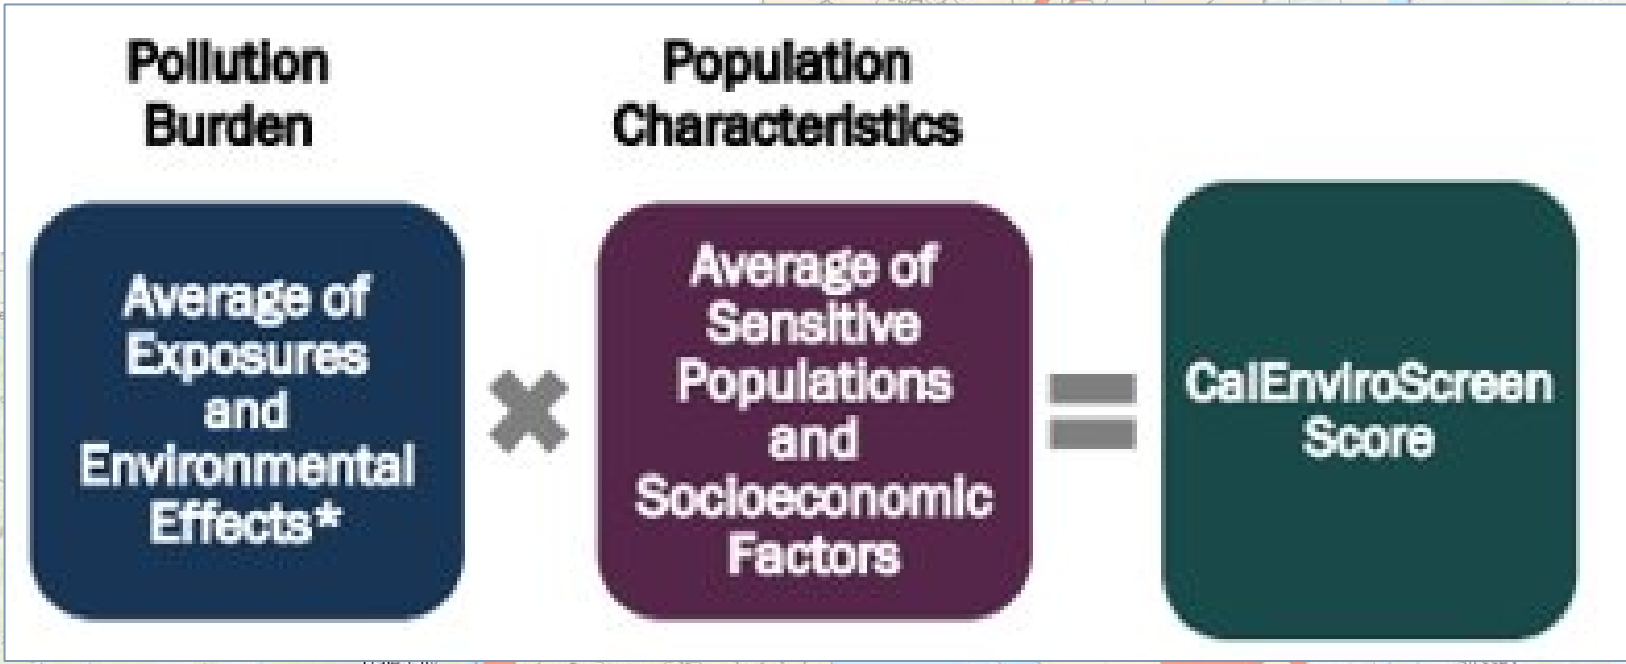 Pollution
Burden
Population
Characteristics
Average of
Exposures
and
Environmental
Effects*
Average of
Sensitive
Populations
and
Socioeconomic
Factors
CalEnviroScreen
Score